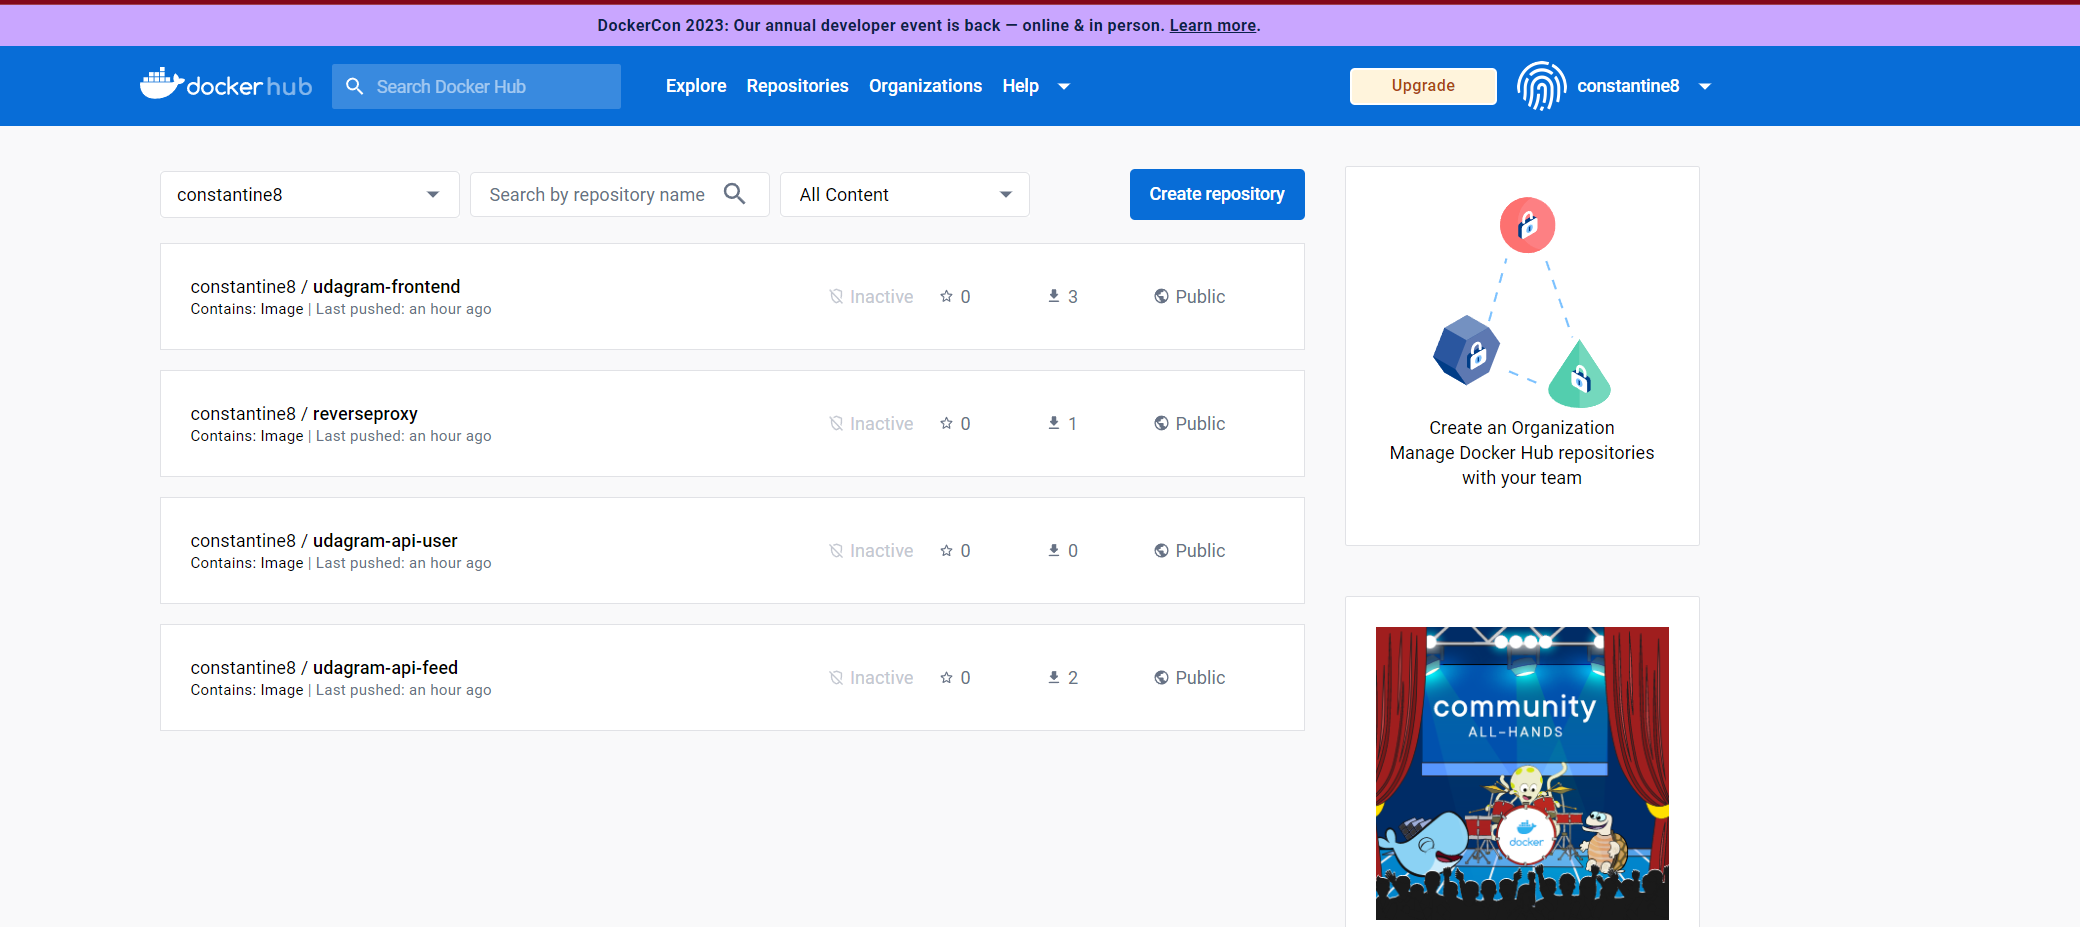 DockerCon 2023: Our annual developer event is back — online & in person. Learn more.
dockerhub
Search Docker Hub
Explore
Repositories
Organizations
Help
Upgrade
constantine8
constantine8
Search by repository name
All Content
Create repository
constantine8 / udagram-frontend
Contains: Image | Last pushed: an hour ago
Inactive
0
3
Public
constantine8 / reverseproxy
Contains: Image | Last pushed: an hour ago
Inactive
0
1
Public
constantine8 / udagram-api-user
Contains: Image | Last pushed: an hour ago
Inactive
0
0
Public
constantine8 / udagram-api-feed
Contains: Image | Last pushed: an hour ago
Inactive
0
2
Public
Create an Organization
Manage Docker Hub repositories
with your team
community
ALL-HANDS
docker